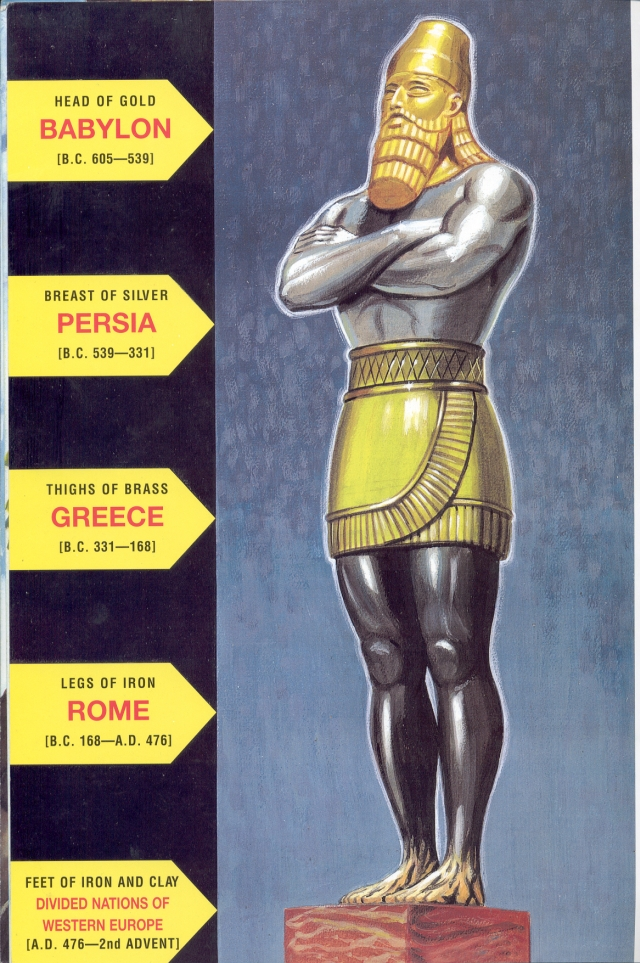 HEAD OF GOLD
BABYLON
[B.C. 605—539]
BREAST OF SILVER
PERSIA
[B.C. 539—331]
THIGHS OF BRASS
GREECE
[B.C. 331—168]
LEGS OF IRON
ROME
[B.C. 168—A.D. 476]
FEET OF IRON AND CLAY
DIVIDED NATIONS OF
WESTERN EUROPE
[A.D. 476—2nd ADVENT]